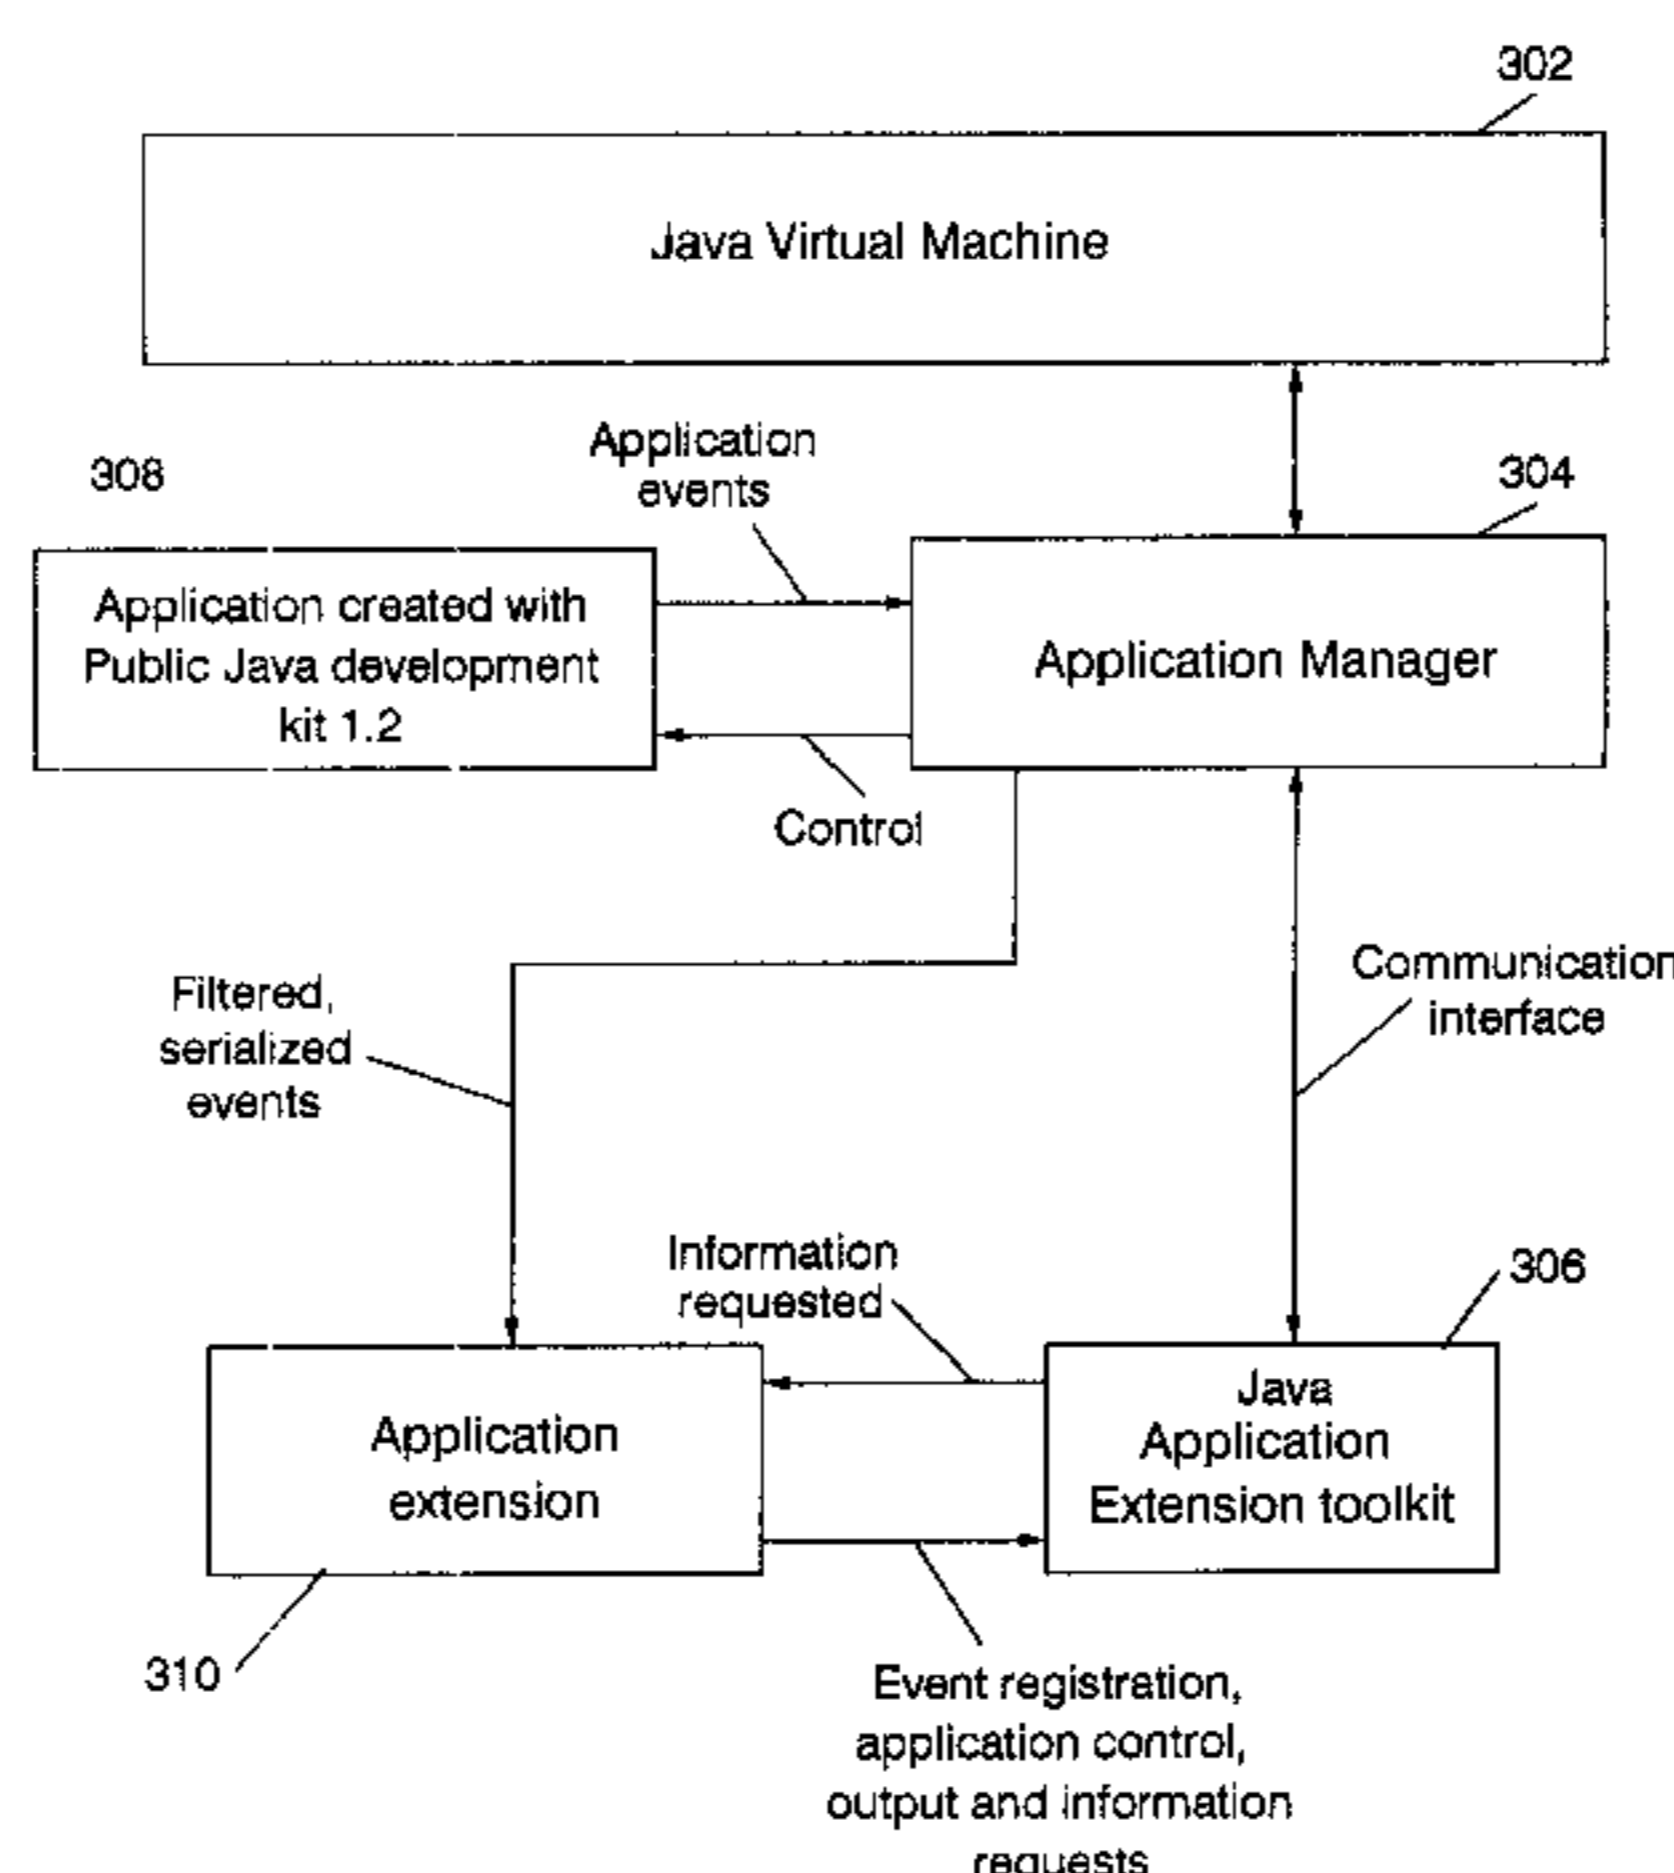 302
Java Virtual Machine
Application
events
308
304
Application created with
Public Java development
kit 1.2
Application Manager
Control
Filtered,
serialized
events
Communication
interface
Information
requested
306
Application
extension
Java
Application
Extension toolkit
310
Event registration,
application control,
output and information
requests